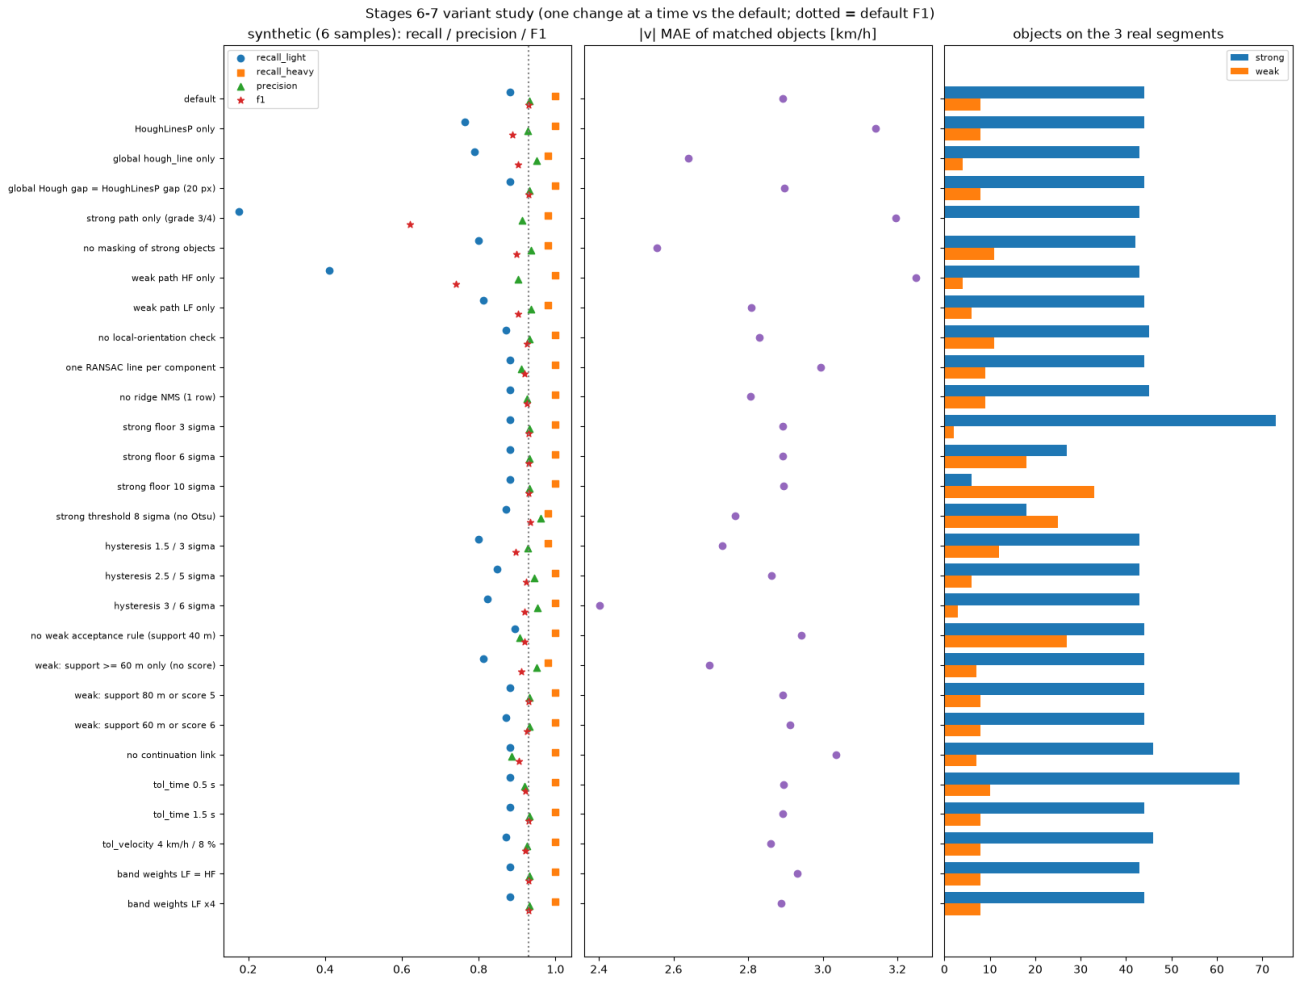 Stages 6-7 variant study (one change at a time vs the default; dotted = default F1)
synthetic (6 samples): recall / precision / F1
|v| MAE of matched objects [km/h]
objects on the 3 real segments
recall_light
recall_heavy
precision
f1
strong
weak
default
HoughLinesP only
global hough_line only
global Hough gap = HoughLinesP gap (20 px)
strong path only (grade 3/4)
no masking of strong objects
weak path HF only
weak path LF only
no local-orientation check
one RANSAC line per component
no ridge NMS (1 row)
strong floor 3 sigma
strong floor 6 sigma
strong floor 10 sigma
strong threshold 8 sigma (no Otsu)
hysteresis 1.5 / 3 sigma
hysteresis 2.5 / 5 sigma
hysteresis 3 / 6 sigma
no weak acceptance rule (support 40 m)
weak: support >= 60 m only (no score)
weak: support 80 m or score 5
weak: support 60 m or score 6
no continuation link
tol_time 0.5 s
tol_time 1.5 s
tol_velocity 4 km/h / 8 %
band weights LF = HF
band weights LF x4
0.2 0.4 0.6 0.8 1.0
2.4 2.6 2.8 3.0 3.2
0 10 20 30 40 50 60 70